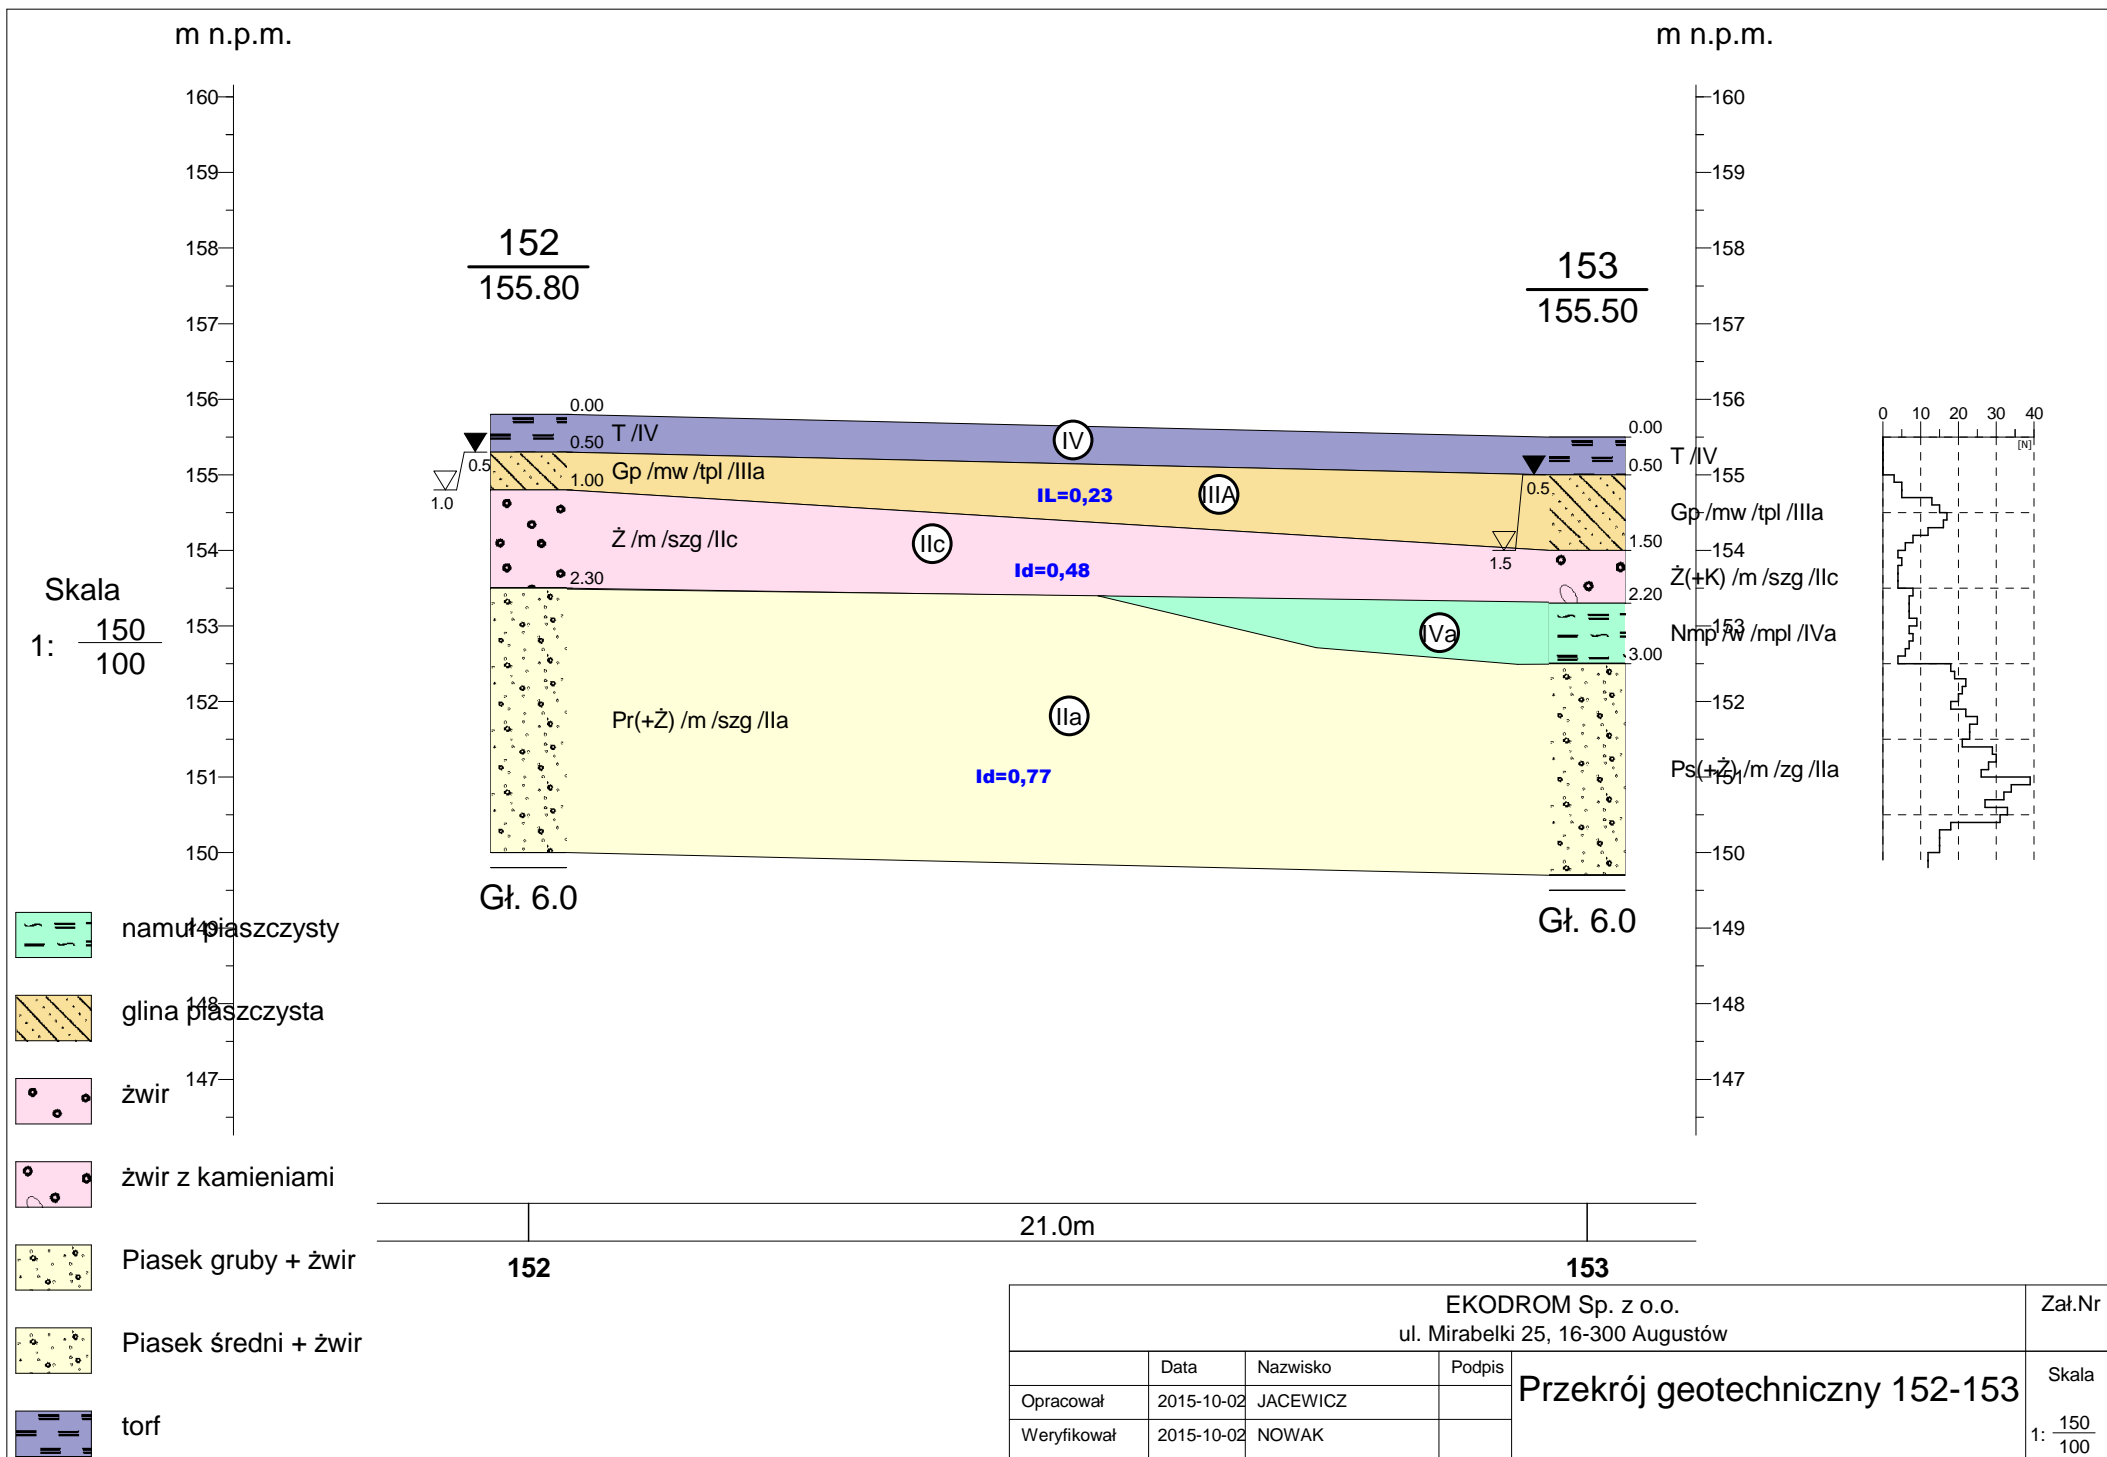 m n.p.m.
m n.p.m.
160
160
159
159
158
158
157
157
156
156
155
155
154
154
153
153
152
152
151
151
150
150
149
149
148
148
147
147
152
155.80
153
155.50
Skala
1: 150
100
0.00
0.50
1.00
2.30
T /IV
Gp /mw /tpl /IIIa
Ż /m /szg /IIc
Pr(+Ż) /m /szg /IIa
0.5
1.0
IV
IIIA
IIc
IVa
IIa
IL=0,23
Id=0,48
Id=0,77
0.5
1.5
0.00
0.50
1.50
2.20
3.00
T /IV
Gp /mw /tpl /IIIa
Ż(+K) /m /szg /IIc
Nmp /w /mpl /IVa
Ps(+Ż) /m /zg /IIa
0 10 20 30 40
[N]
Gł. 6.0
Gł. 6.0
namuł piaszczysty
glina piaszczysta
żwir
żwir z kamieniami
Piasek gruby + żwir
Piasek średni + żwir
torf
21.0m
152
153
EKODROM Sp. z o.o.
ul. Mirabelki 25, 16-300 Augustów
Zał.Nr
Data Nazwisko Podpis
Opracował 2015-10-02 JACEWICZ
Weryfikował 2015-10-02 NOWAK
Przekrój geotechniczny 152-153
Skala
1: 150
100